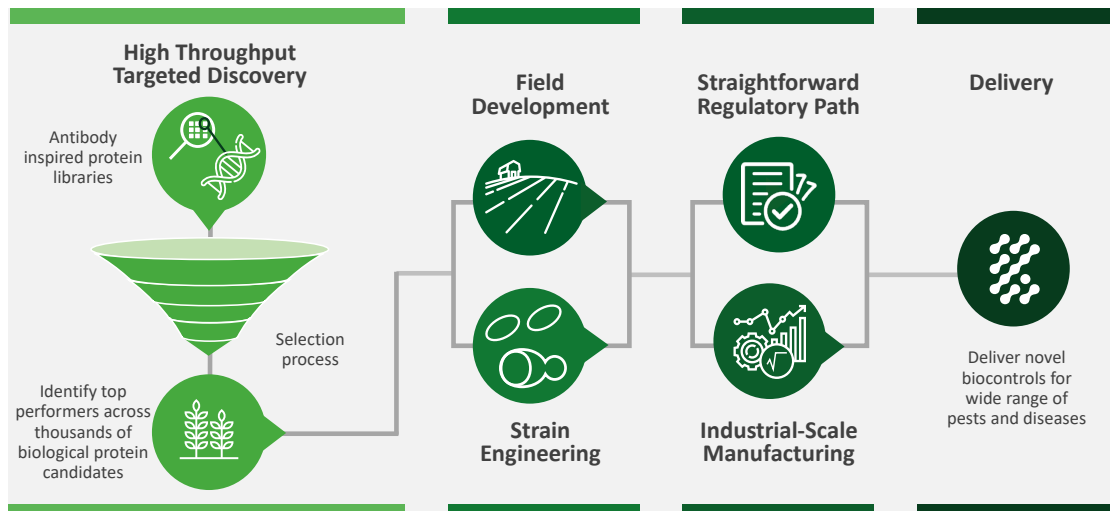 High Throughput
Targeted Discovery
Antibody
inspired protein
libraries
Selection
process
Identify top
performers across
thousands of
biological protein
candidates
Field
Development
Strain
Engineering
Straightforward
Regulatory Path
Industrial-Scale
Manufacturing
Delivery
Deliver novel
biocontrols for
wide range of
pests and diseases